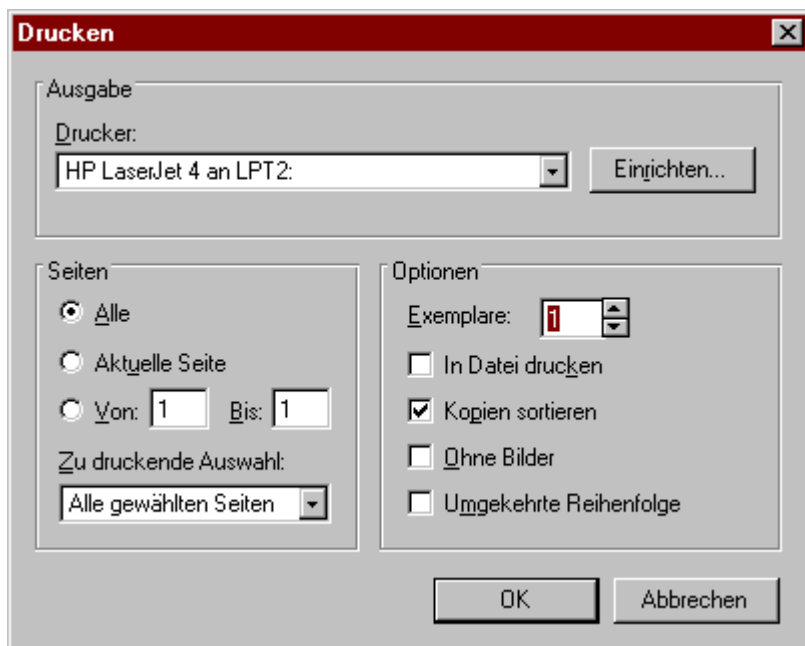 Drucken
Ausgabe
Drucker:
HP LaserJet 4 an LPT2:
Einrichten...
Seiten
Alle
Aktuelle Seite
Von: 1 Bis: 1
Zu druckende Auswahl:
Alle gewählten Seiten
Optionen
Exemplare: 1
In Datei drucken
Kopien sortieren
Ohne Bilder
Umgekehrte Reihenfolge
OK Abbrechen